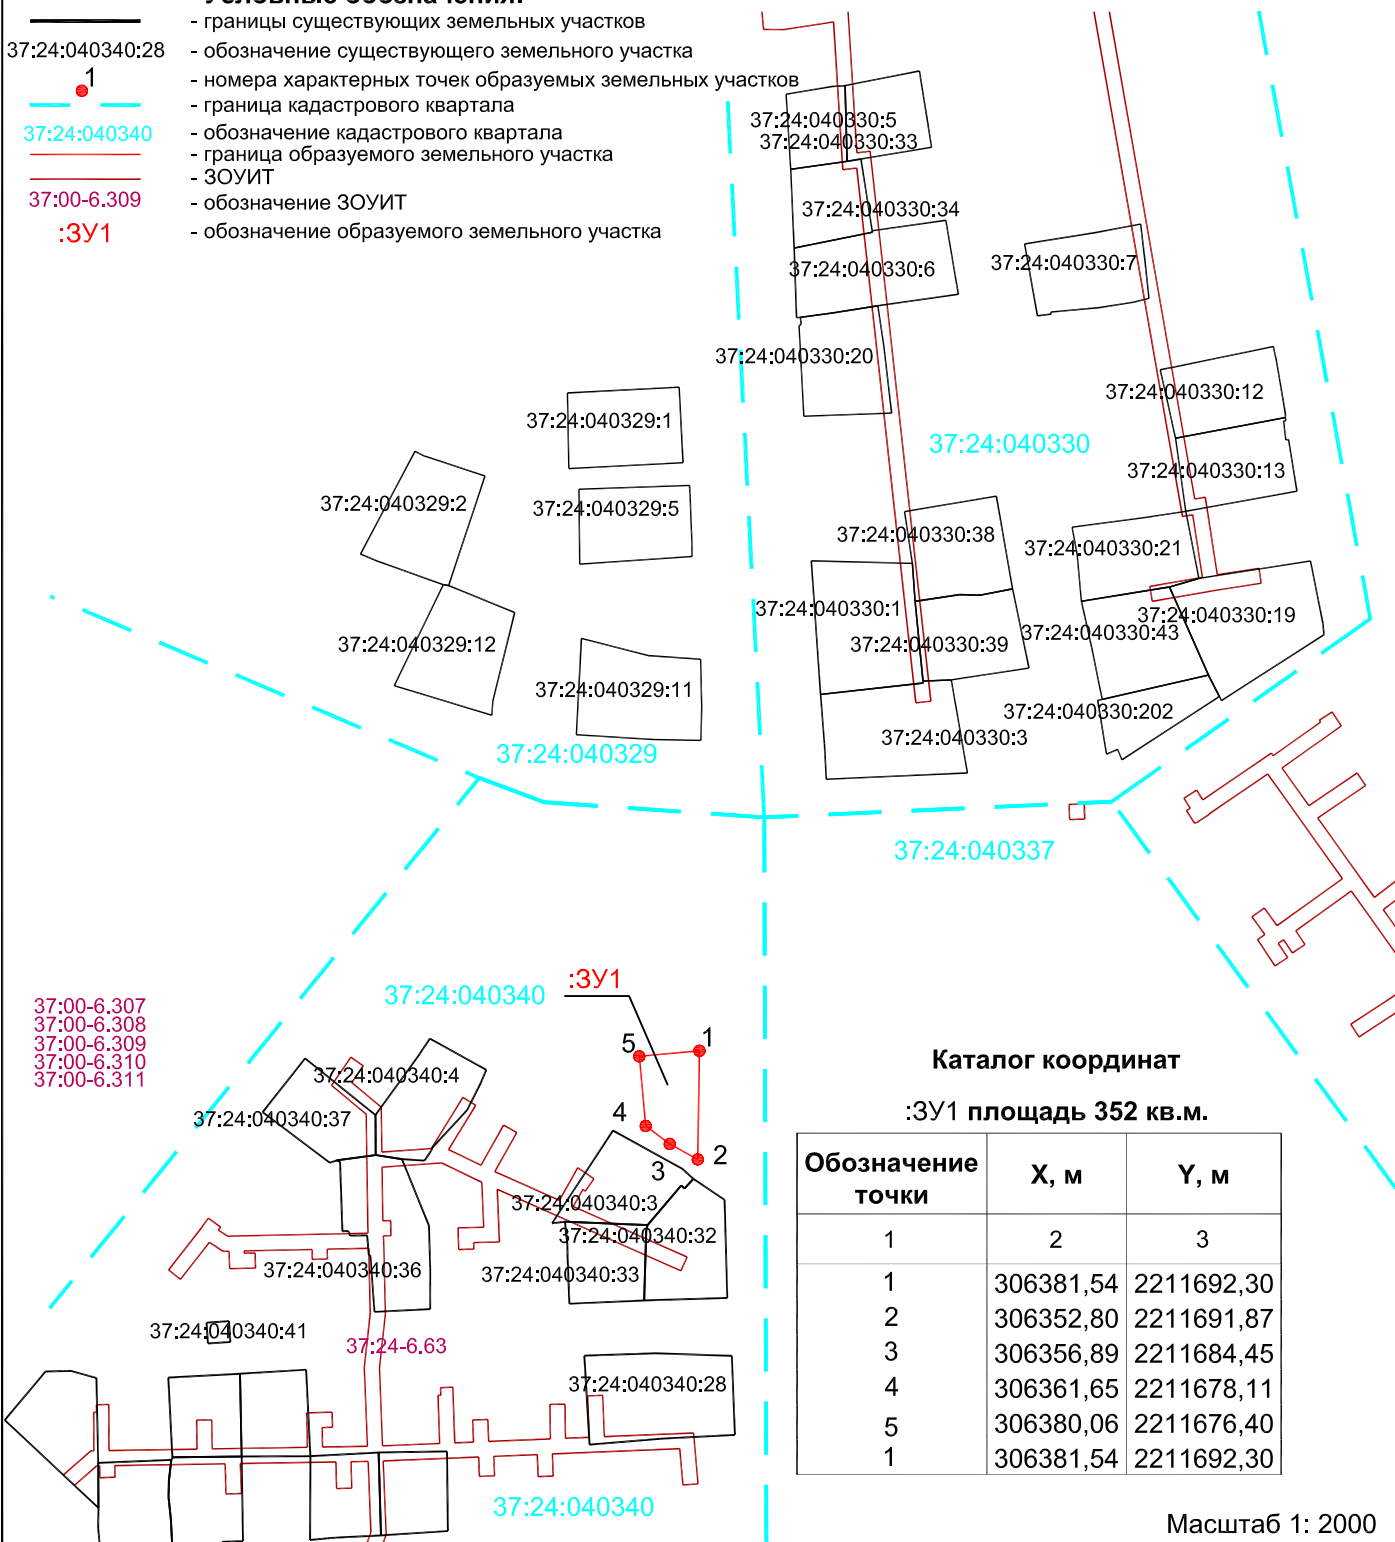 Условные обозначения:
- границы существующих земельных участков
37:24:040340:28 - обозначение существующего земельного участка
1 - номера характерных точек образуемых земельных участков
- граница кадастрового квартала
37:24:040340 - обозначение кадастрового квартала
- граница образуемого земельного участка
- ЗОУИТ
37:00-6.309 - обозначение ЗОУИТ
:ЗУ1 - обозначение образуемого земельного участка
37:24:040330:5
37:24:040330:33
37:24:040330:34
37:24:040330:6
37:24:040330:7
37:24:040330:20
37:24:040330:12
37:24:040329:1
37:24:040330
37:24:040330:13
37:24:040329:2
37:24:040329:5
37:24:040330:38
37:24:040330:21
37:24:040330:1
37:24:040330:19
37:24:040330:43
37:24:040329:12
37:24:040330:39
37:24:040329:11
37:24:040330:202
37:24:040330:3
37:24:040329
37:24:040337
:ЗУ1
37:24:040340
37:00-6.307
37:00-6.308
37:00-6.309
37:00-6.310
37:00-6.311
5
1
4
3
2
37:24:040340:4
37:24:040340:37
37:24:040340:3
37:24:040340:32
37:24:040340:36
37:24:040340:33
37:24:040340:41
37:24-6.63
37:24:040340:28
37:24:040340
Каталог координат
:ЗУ1 площадь 352 кв.м.
Обозначение точки X, м Y, м
1 2 3
1 306381,54 2211692,30
2 306352,80 2211691,87
3 306356,89 2211684,45
4 306361,65 2211678,11
5 306380,06 2211676,40
1 306381,54 2211692,30
Масштаб 1: 2000